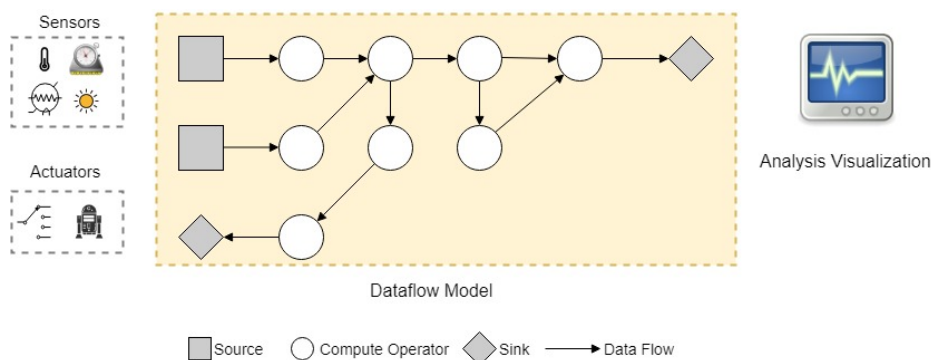 Sensors
Actuators
Analysis Visualization
Dataflow Model
Source
Compute Operator
Sink
Data Flow